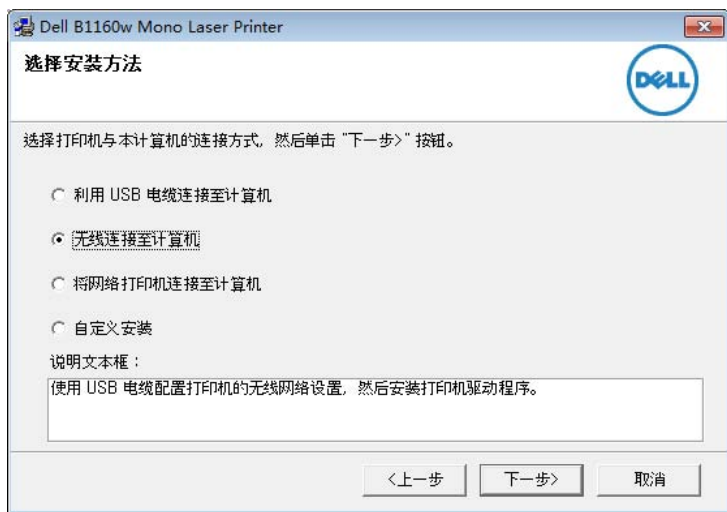 Dell B1160w Mono Laser Printer
选择安装方法
DELL
选择打印机与本计算机的连接方式，然后单击 "下一步>" 按钮。
利用 USB 电缆连接至计算机
无线连接至计算机
将网络打印机连接至计算机
自定义安装
说明文本框：
使用 USB 电缆配置打印机的无线网络设置，然后安装打印机驱动程序。
<上一步 下一步> 取消